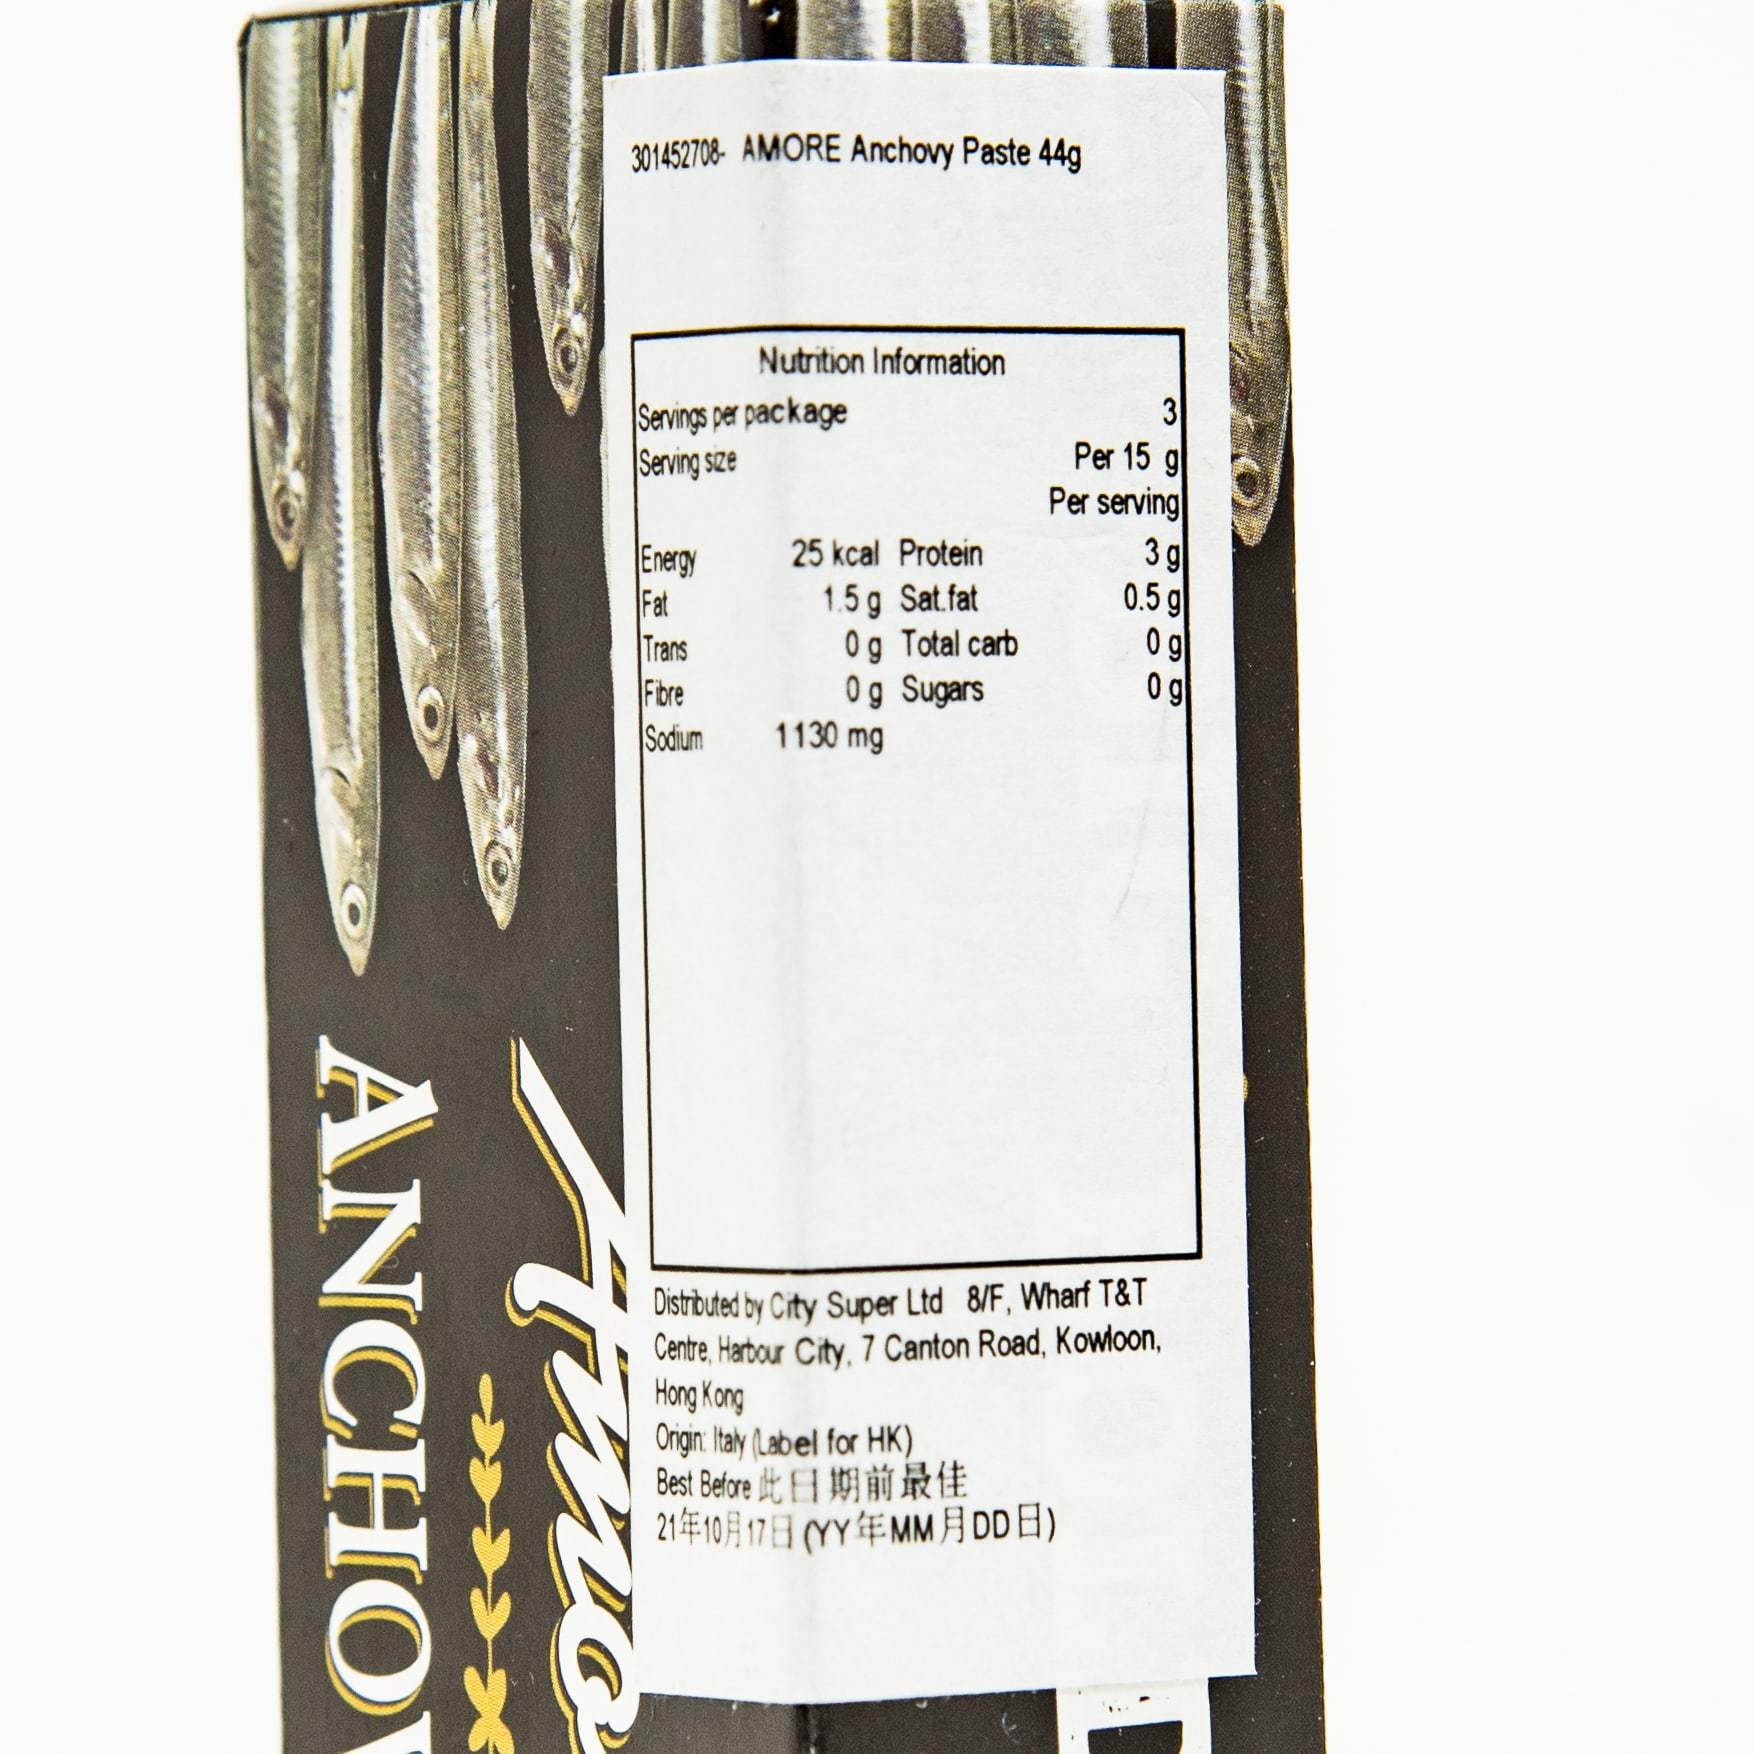 301452708- AMORE Anchovy Paste 44g
Nutrition Information
Servings per package 3
Serving size Per 15 g
Per serving
Energy 25 kcal Protein 3 g
Fat 1.5 g Sat.fat 0.5 g
Trans 0 g Total carb 0 g
Fibre 0 g Sugars 0 g
Sodium 1130 mg
Distributed by City Super Ltd 8/F, Wharf T&T
Centre, Harbour City, 7 Canton Road, Kowloon,
Hong Kong
Origin: Italy (Label for HK)
Best Before 此日期前最佳
21年10月17日 (YY年MM月DD日)
Amo
ANCHO